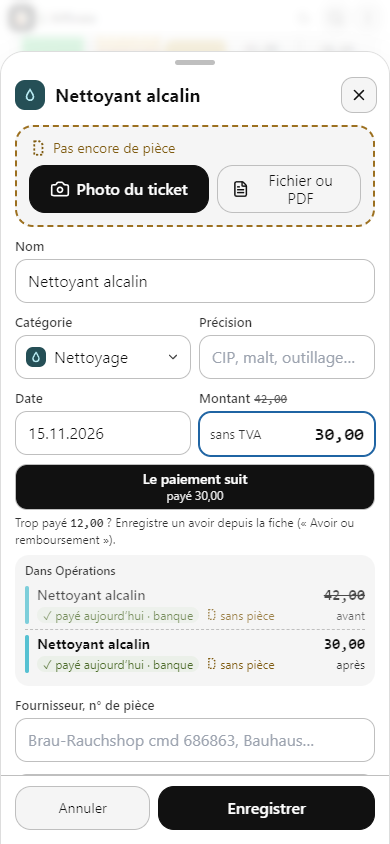 Nettoyant alcalin
Pas encore de pièce
Photo du ticket
Fichier ou
PDF
Nom
Nettoyant alcalin
Catégorie
Précision
Nettoyage
CIP, malt, outillage...
Date
Montant 42,00
15.11.2026
sans TVA 30,00
Le paiement suit
payé 30,00
Trop payé 12,00 ? Enregistre un avoir depuis la fiche (« Avoir ou
remboursement »).
Dans Opérations
Nettoyant alcalin 42,00
✓ payé aujourd'hui · banque sans pièce avant
Nettoyant alcalin 30,00
✓ payé aujourd'hui · banque sans pièce après
Fournisseur, n° de pièce
Brau-Rauchshop cmd 686863, Bauhaus...
Annuler
Enregistrer